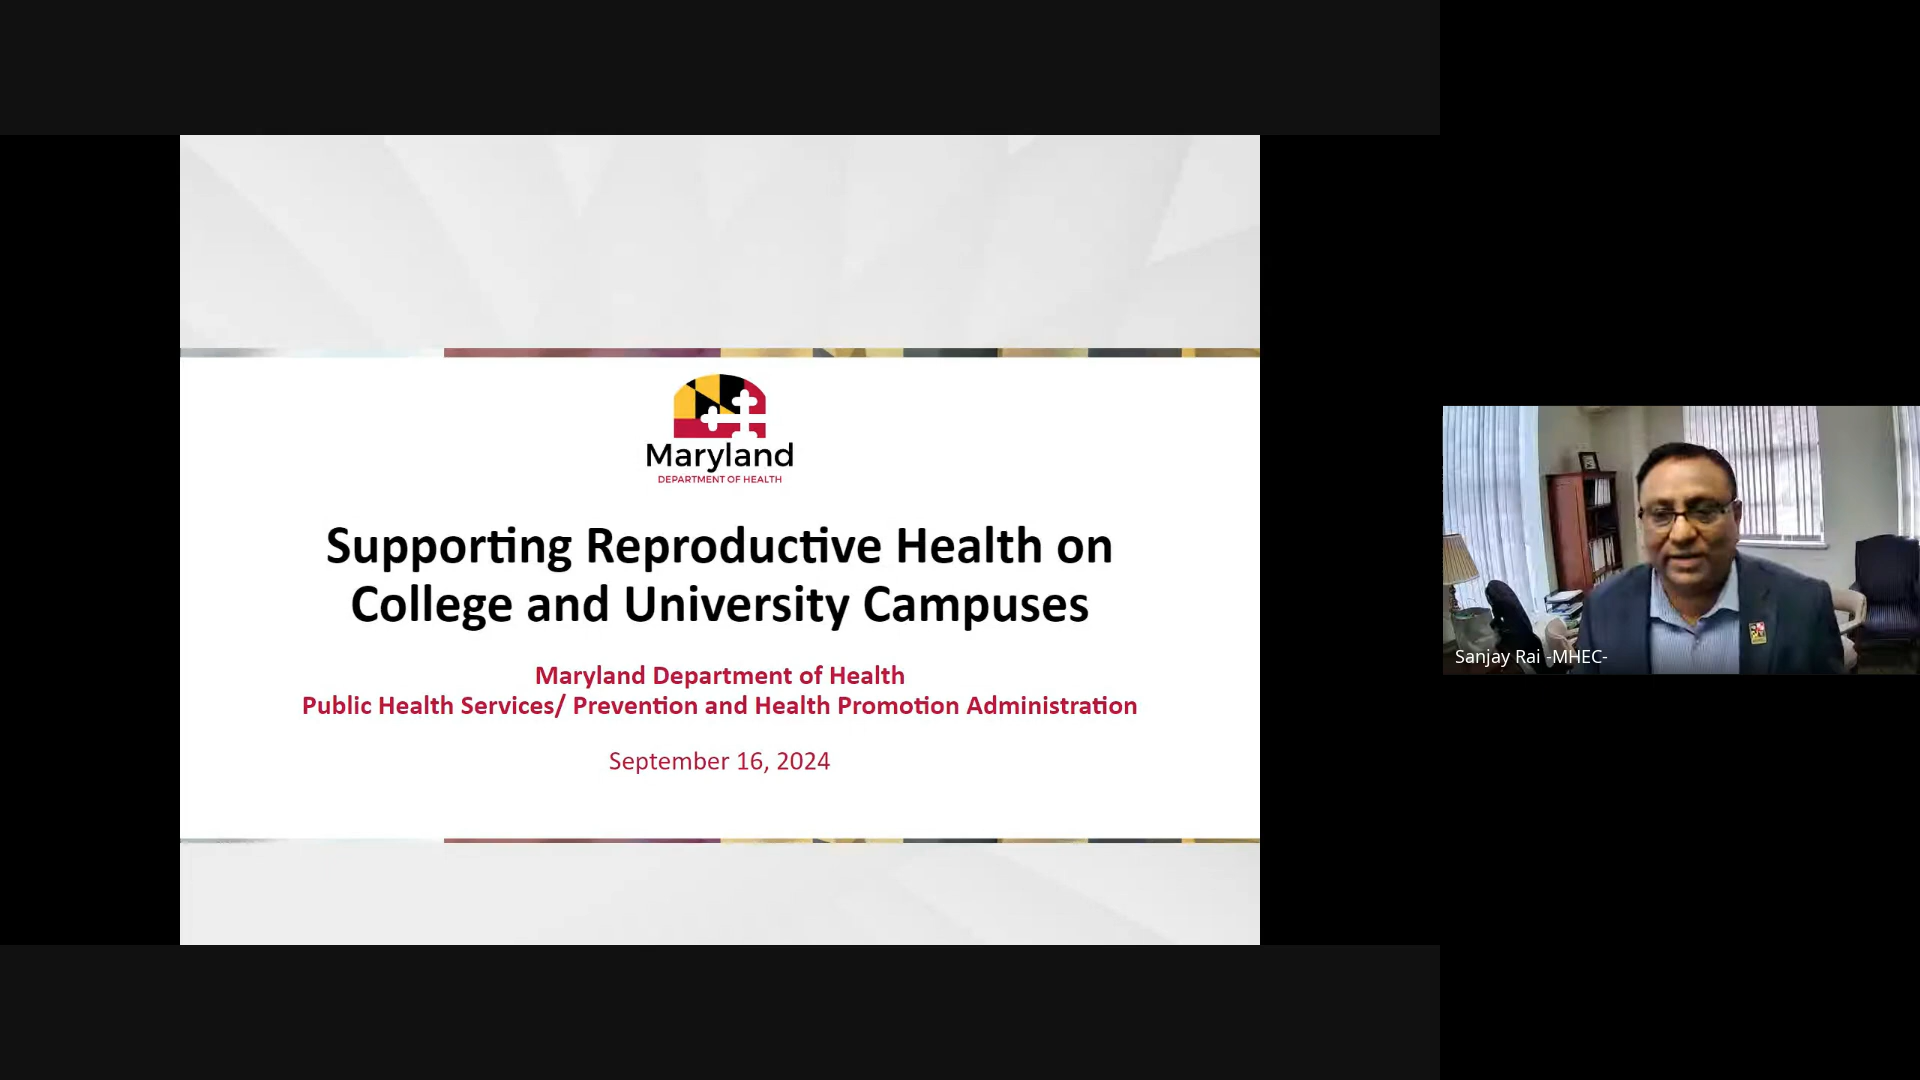 Maryland
DEPARTMENT OF HEALTH
Supporting Reproductive Health on
College and University Campuses
Maryland Department of Health
Public Health Services/ Prevention and Health Promotion Administration
September 16, 2024
Sanjay Rai -MHEC-